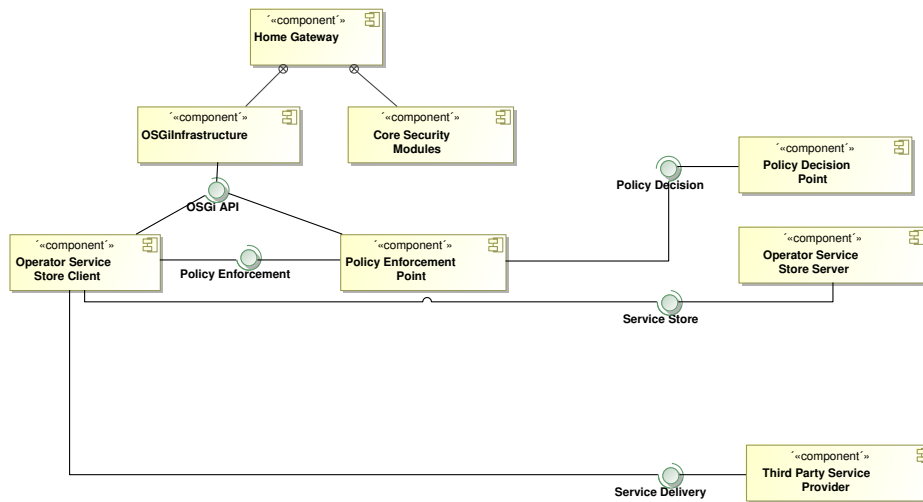 ´«component´»
Home Gateway
´«component´»
OSGiInfrastructure
´«component´»
Core Security
Modules
´«component´»
Policy Decision
Point
Policy Decision
OSGi API
´«component´»
Operator Service
Store Client
Policy Enforcement
´«component´»
Policy Enforcement
Point
´«component´»
Operator Service
Store Server
Service Store
´«component´»
Third Party Service
Provider
Service Delivery